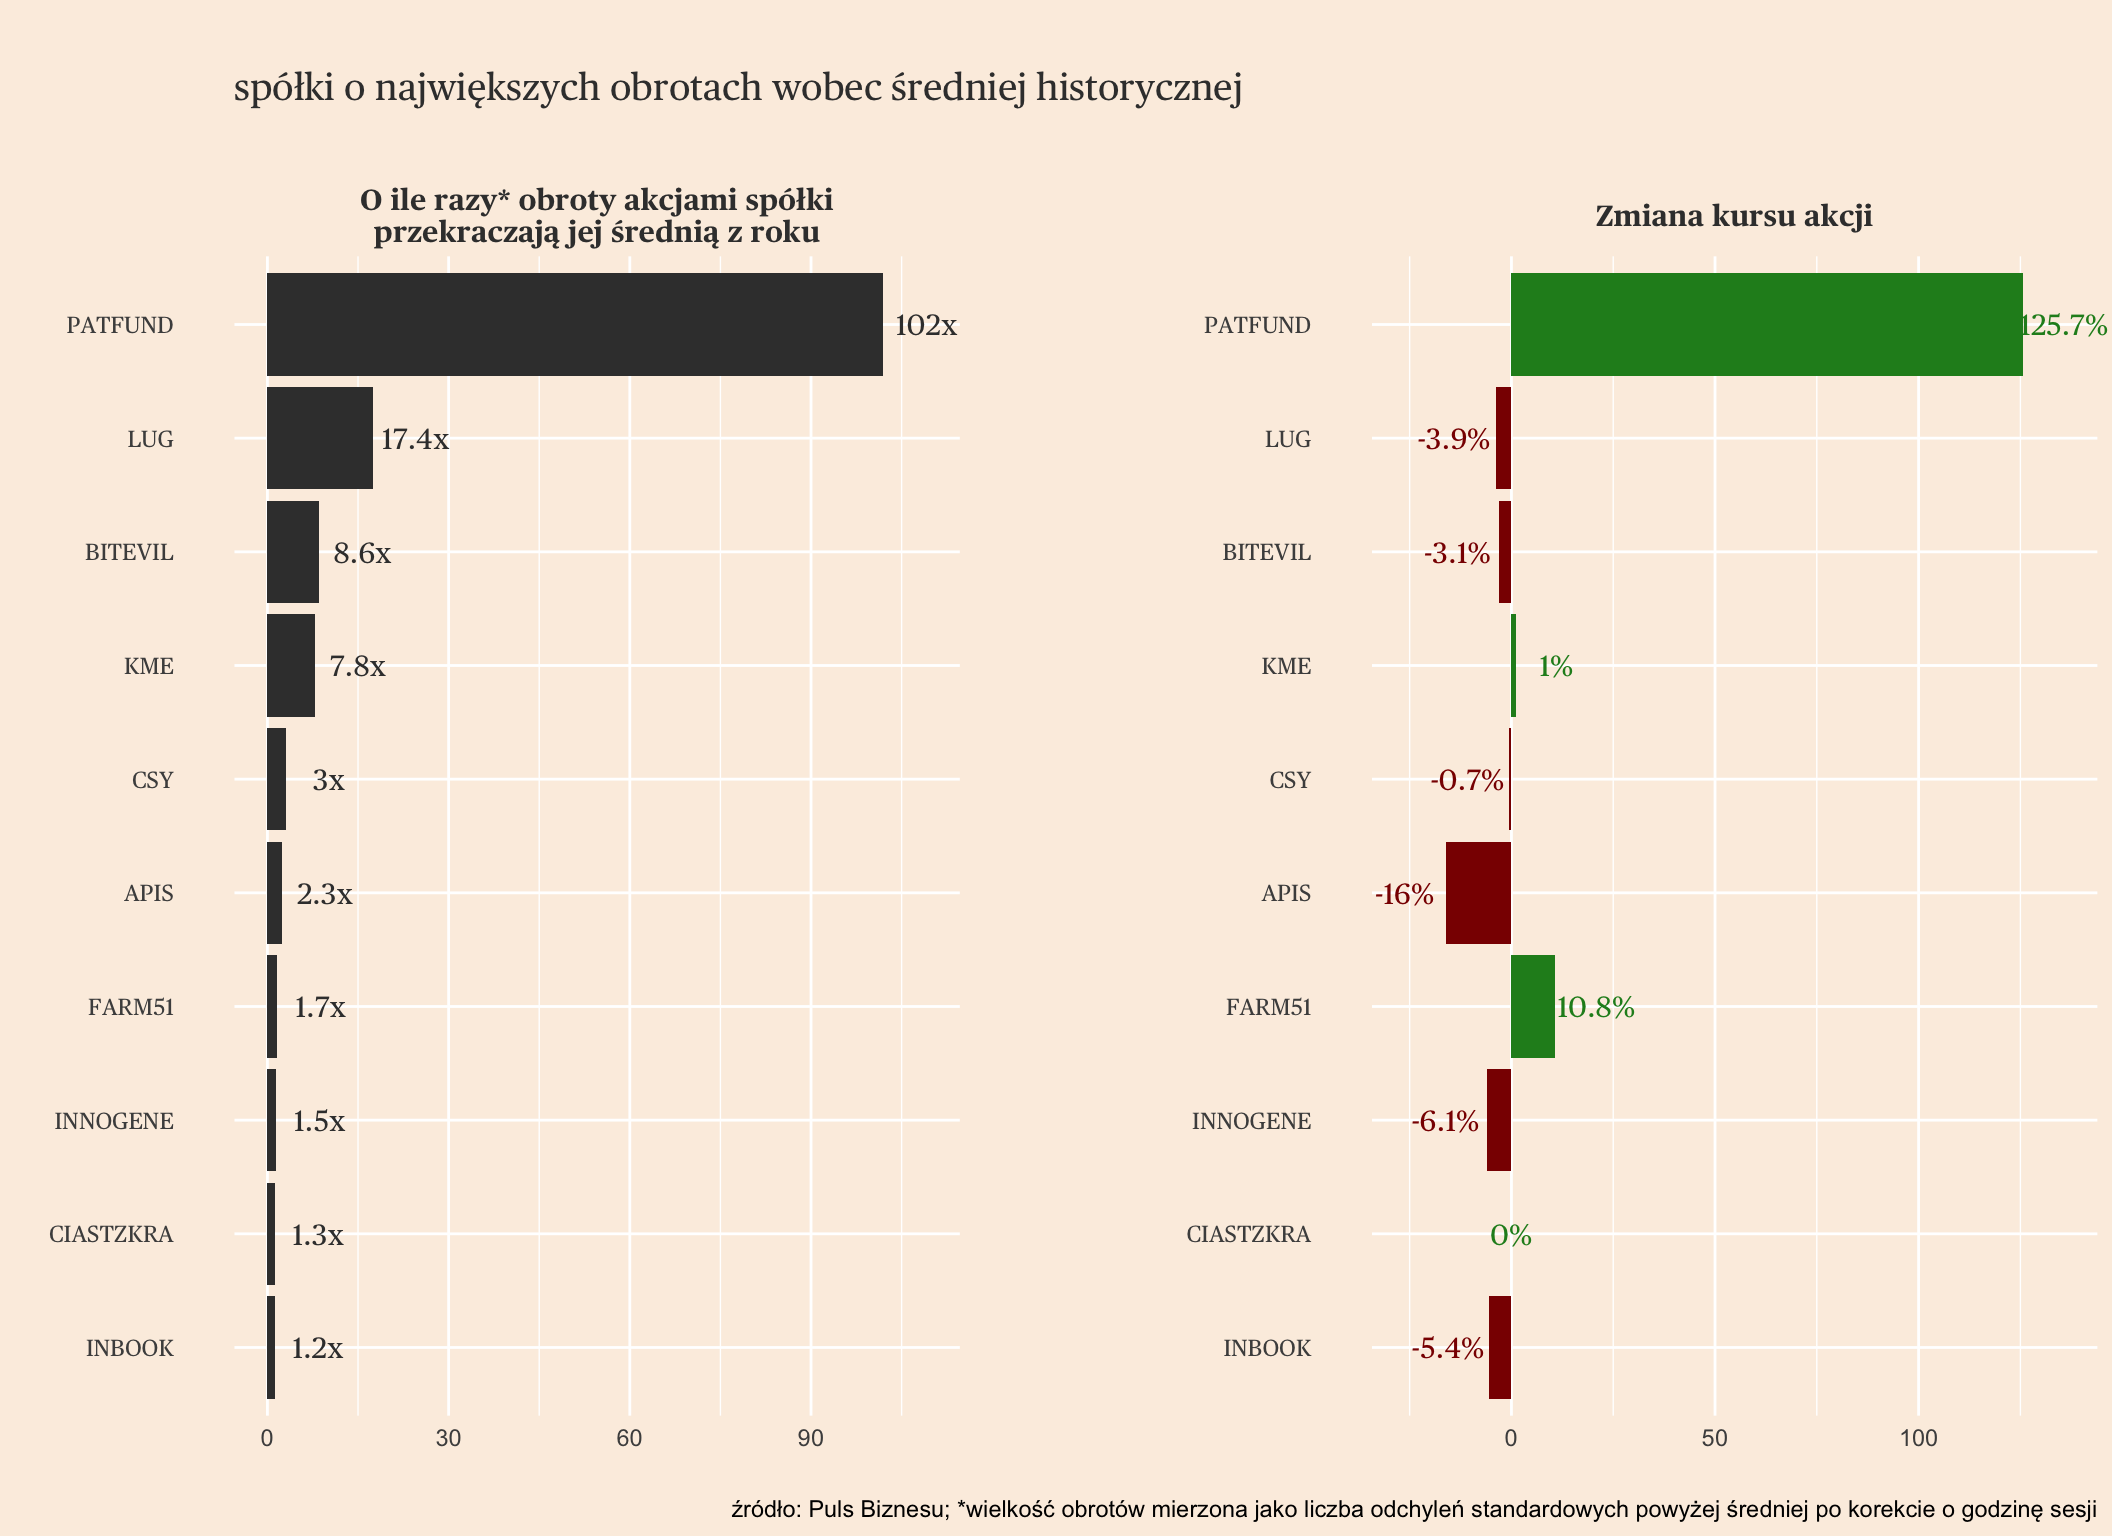 spółki o największych obrotach wobec średniej historycznej
O ile razy* obroty akcjami spółki
przekraczają jej średnią z roku
PATFUND 102x
LUG 17.4x
BITEVIL 8.6x
KME 7.8x
CSY 3x
APIS 2.3x
FARM51 1.7x
INNOGENE 1.5x
CIASTZKRA 1.3x
INBOOK 1.2x
0 30 60 90
Zmiana kursu akcji
PATFUND 125.7%
LUG -3.9%
BITEVIL -3.1%
KME 1%
CSY -0.7%
APIS -16%
FARM51 10.8%
INNOGENE -6.1%
CIASTZKRA 0%
INBOOK -5.4%
0 50 100
źródło: Puls Biznesu; *wielkość obrotów mierzona jako liczba odchyleń standardowych powyżej średniej po korekcie o godzinę sesji